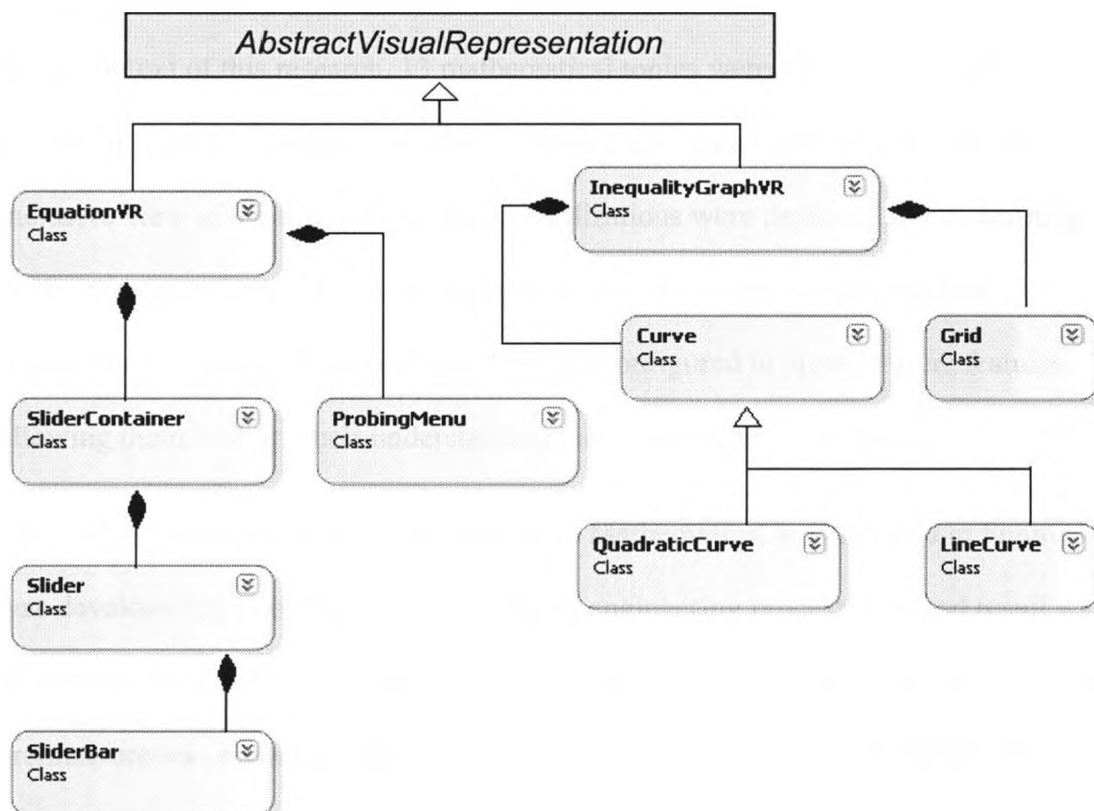 AbstractVisualRepresentation
EquationVR
Class
InequalityGraphVR
Class
Curve
Class
Grid
Class
SliderContainer
Class
ProbingMenu
Class
QuadraticCurve
Class
LineCurve
Class
Slider
Class
SliderBar
Class